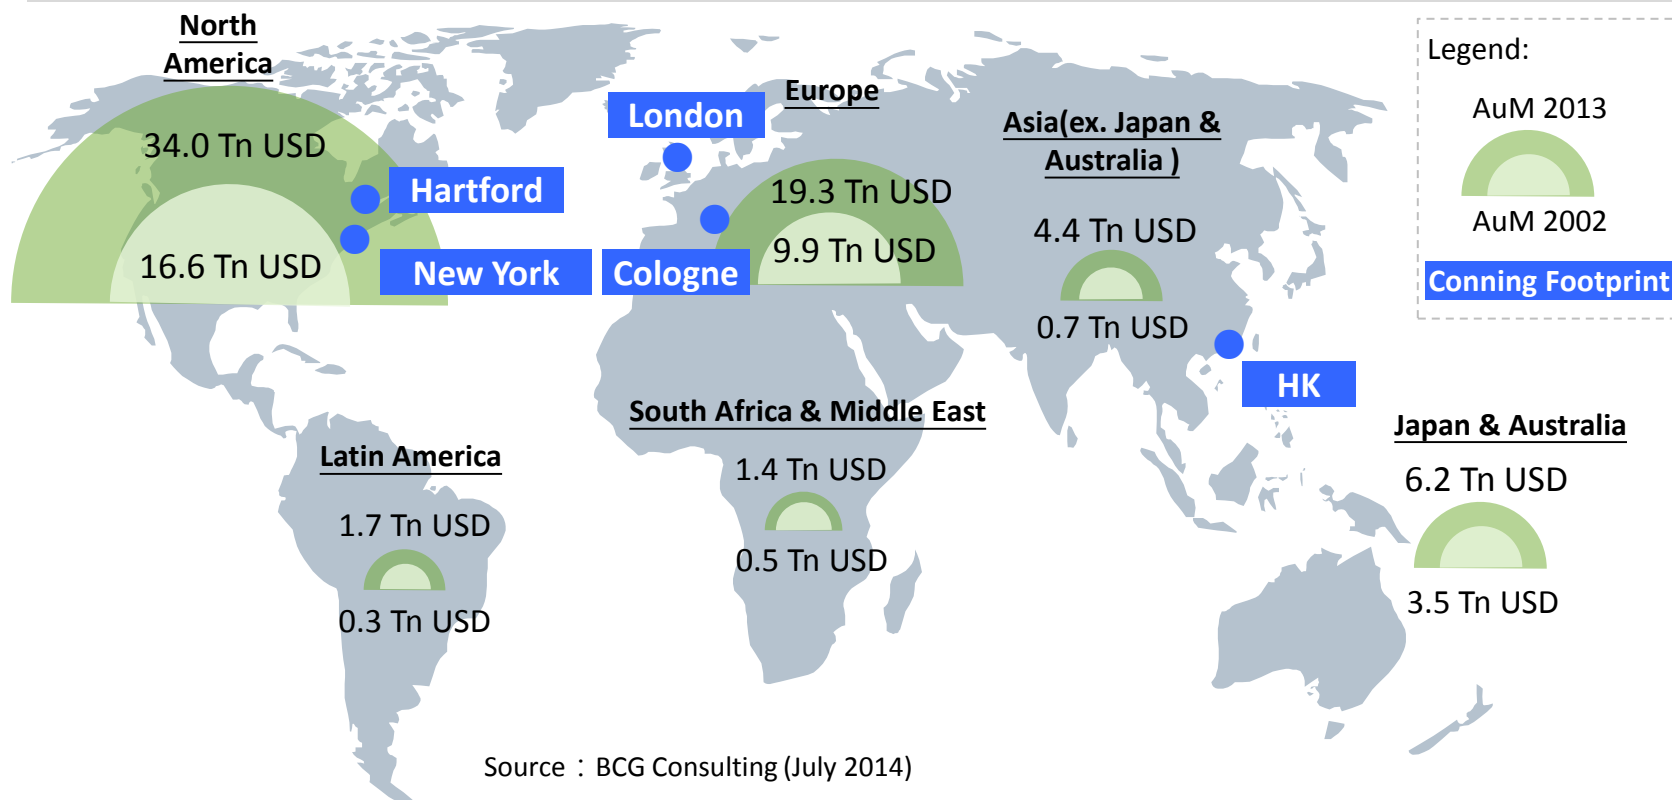 North
America
34.0 Tn USD
16.6 Tn USD
Hartford
New York
London
Cologne
Europe
19.3 Tn USD
9.9 Tn USD
Asia(ex. Japan &
Australia )
4.4 Tn USD
0.7 Tn USD
HK
Legend:
AuM 2013
AuM 2002
Conning Footprint
Latin America
1.7 Tn USD
0.3 Tn USD
South Africa & Middle East
1.4 Tn USD
0.5 Tn USD
Japan & Australia
6.2 Tn USD
3.5 Tn USD
Source：BCG Consulting (July 2014)